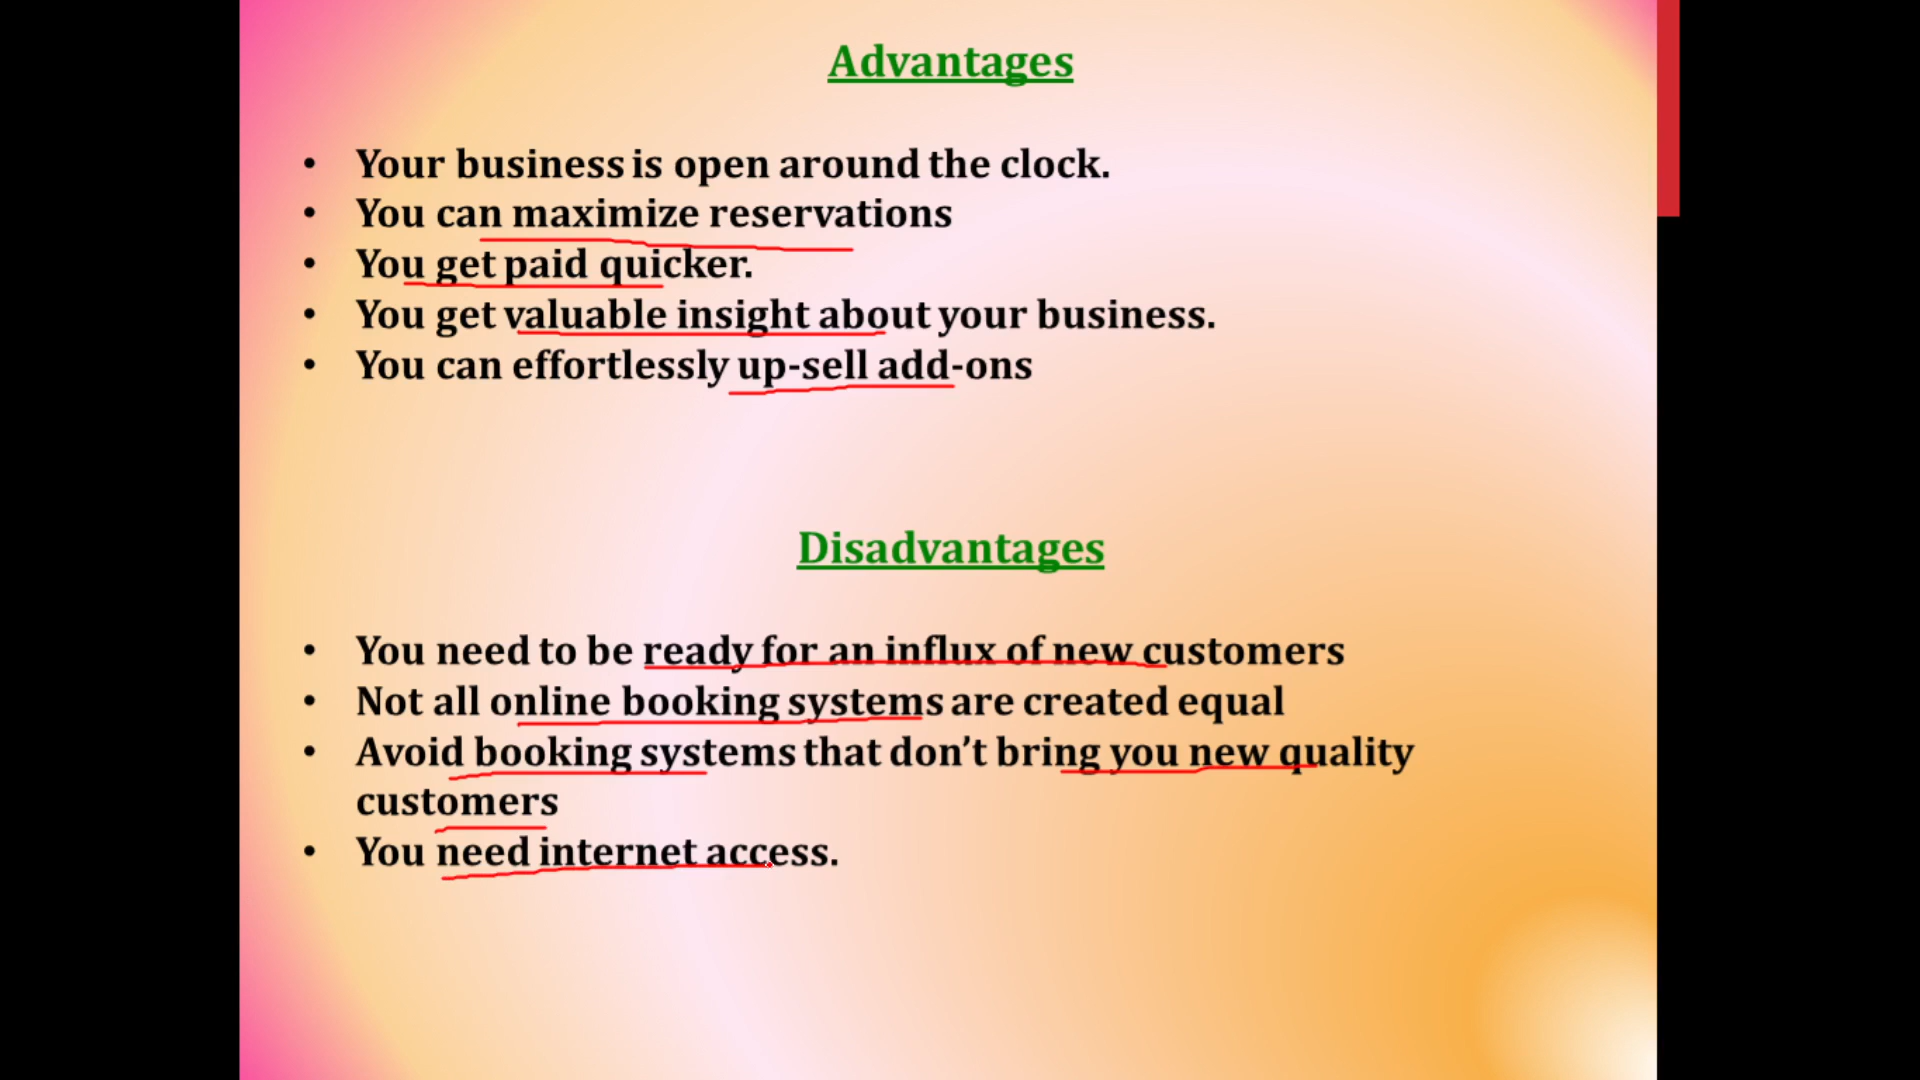 Advantages
• Your business is open around the clock.
• You can maximize reservations
• You get paid quicker.
• You get valuable insight about your business.
• You can effortlessly up-sell add-ons
Disadvantages
• You need to be ready for an influx of new customers
• Not all online booking systems are created equal
• Avoid booking systems that don’t bring you new quality
customers
• You need internet access.